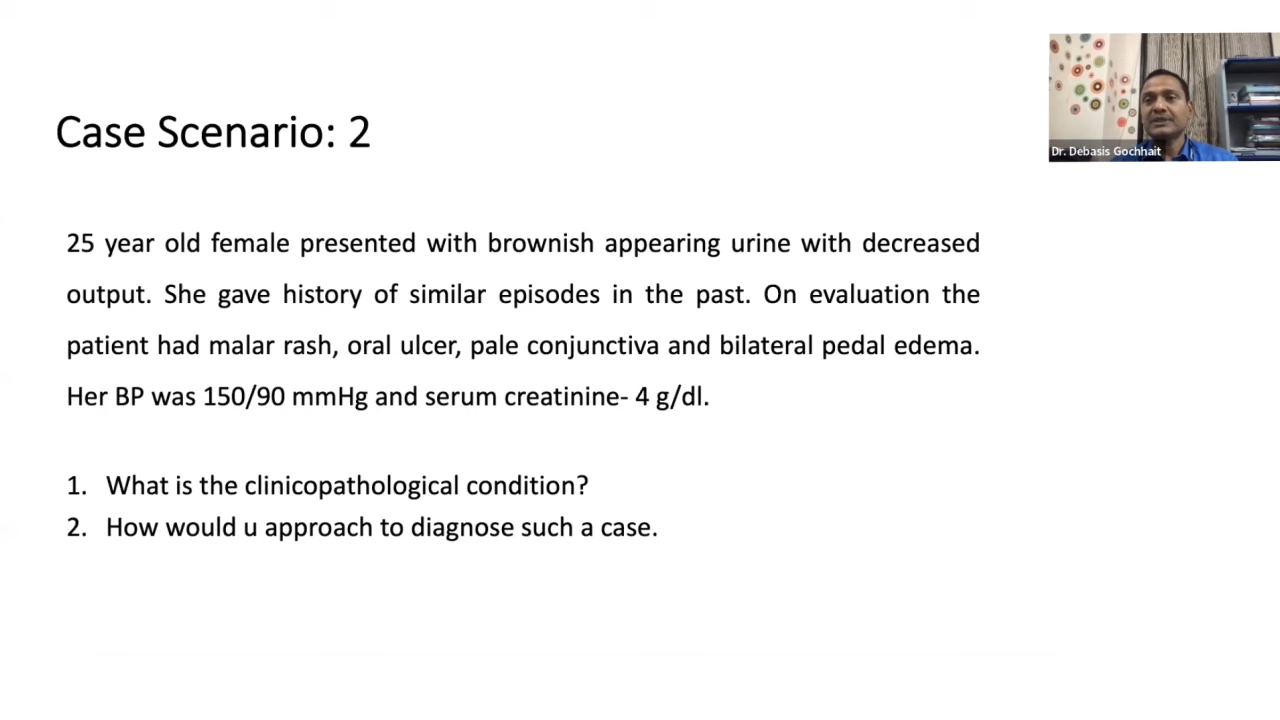 Case Scenario: 2
Dr. Debasis Gochhait
25 year old female presented with brownish appearing urine with decreased
output. She gave history of similar episodes in the past. On evaluation the
patient had malar rash, oral ulcer, pale conjunctiva and bilateral pedal edema.
Her BP was 150/90 mmHg and serum creatinine- 4 g/dl.
1. What is the clinicopathological condition?
2. How would u approach to diagnose such a case.